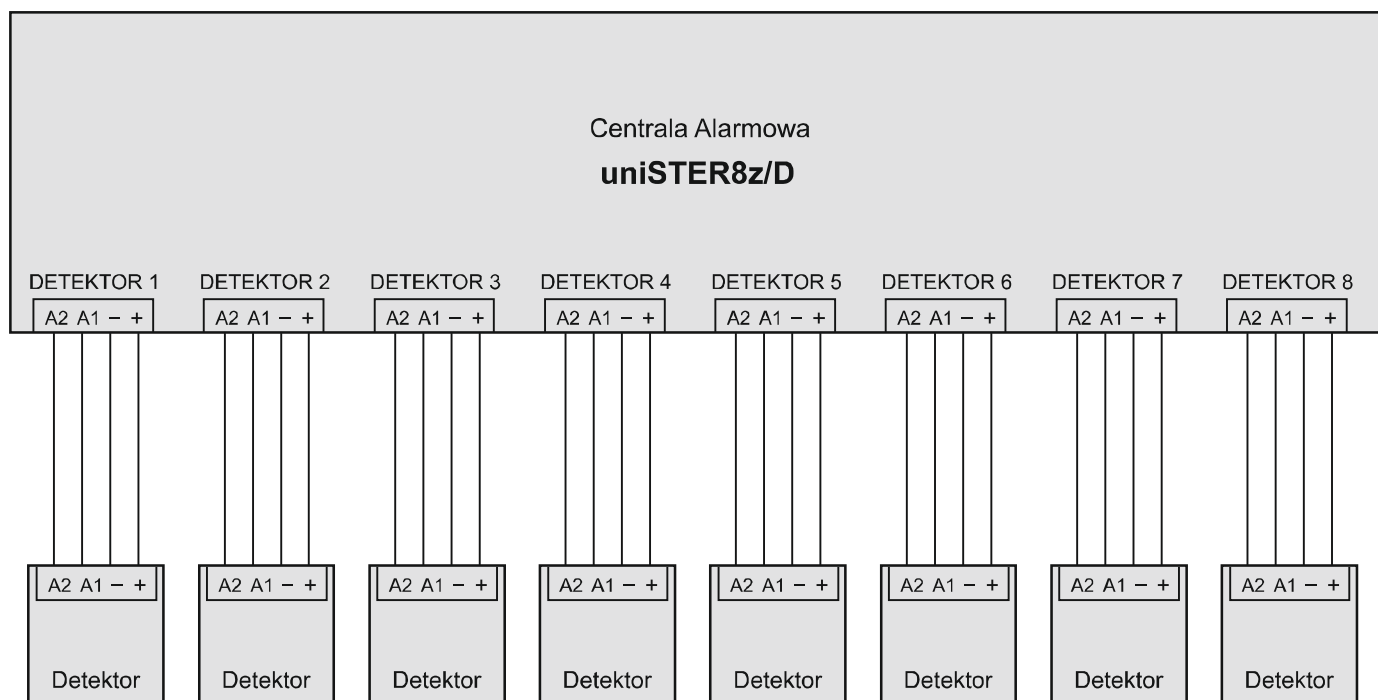 Centrala Alarmowa
uniSTER8z/D
DETEKTOR 1 DETEKTOR 2 DETEKTOR 3 DETEKTOR 4 DETEKTOR 5 DETEKTOR 6 DETEKTOR 7 DETEKTOR 8
A2 A1 − + A2 A1 − + A2 A1 − + A2 A1 − + A2 A1 − + A2 A1 − + A2 A1 − + A2 A1 − +
A2 A1 − + A2 A1 − + A2 A1 − + A2 A1 − + A2 A1 − + A2 A1 − + A2 A1 − + A2 A1 − +
Detektor Detektor Detektor Detektor Detektor Detektor Detektor Detektor